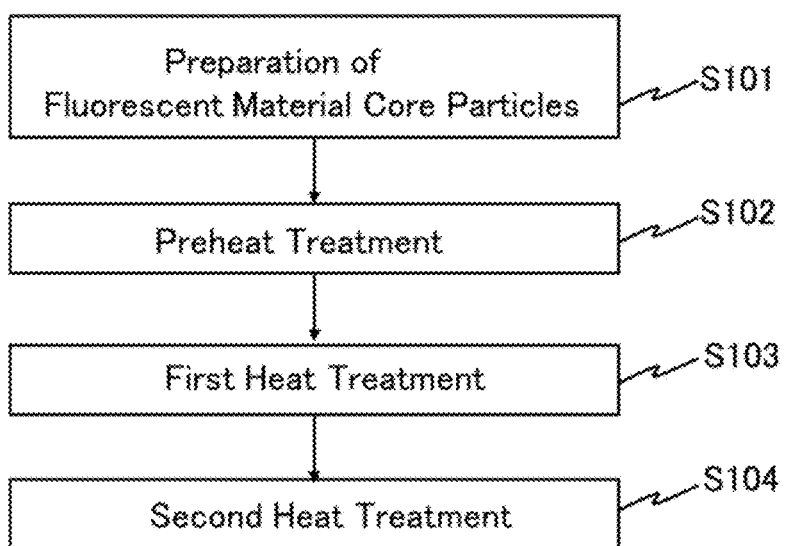 Preparation of
Fluorescent Material Core Particles
S101
Preheat Treatment
S102
First Heat Treatment
S103
Second Heat Treatment
S104